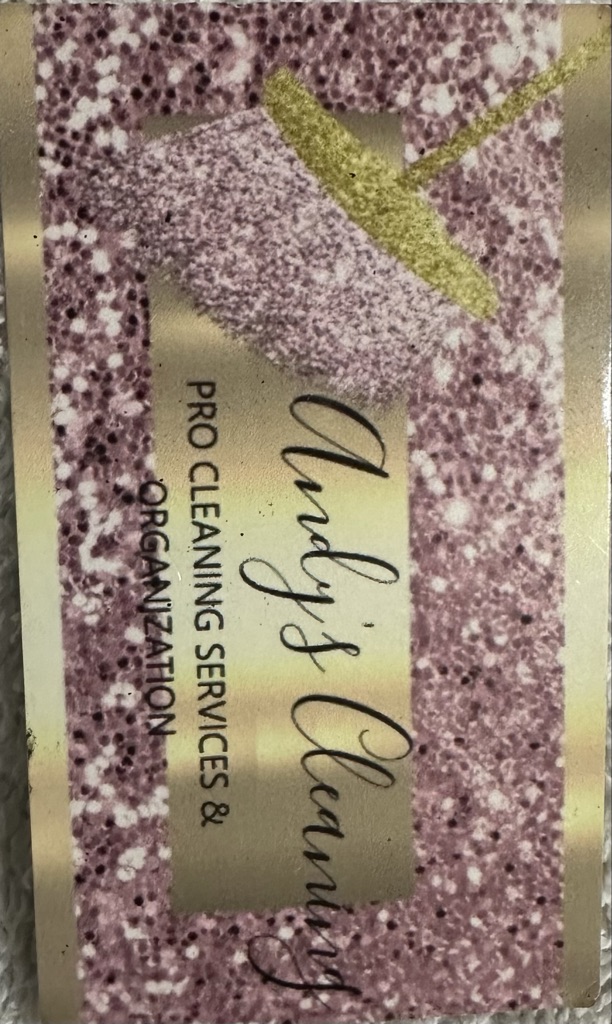 Andy's Cleaning
PRO CLEANING SERVICES &
ORGANIZATION